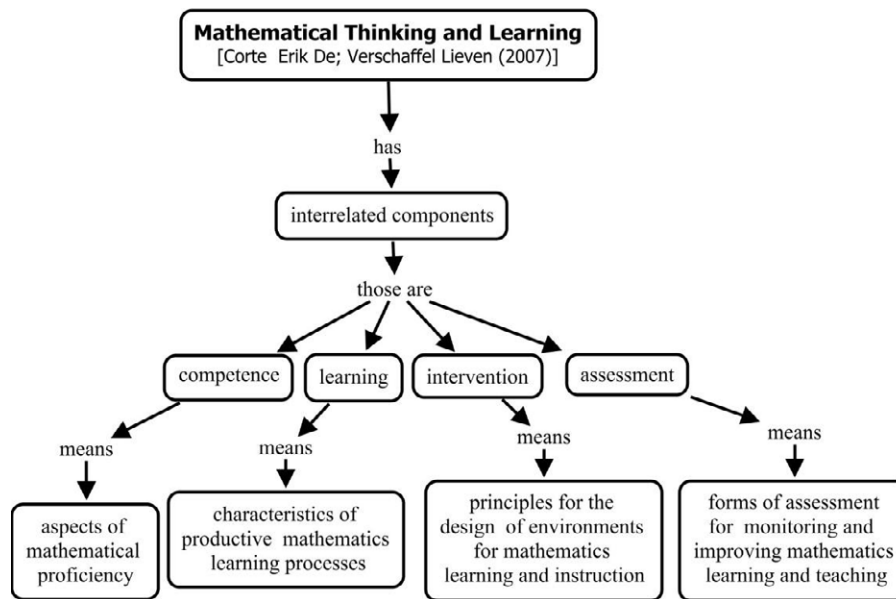 Mathematical Thinking and Learning
[Corte Erik De; Verschaffel Lieven (2007)]
has
interrelated components
those are
competence
learning
intervention
assessment
means
means
means
means
aspects of
mathematical
proficiency
characteristics of
productive mathematics
learning processes
principles for the
design of environments
for mathematics
learning and instruction
forms of assessment
for monitoring and
improving mathematics
learning and teaching